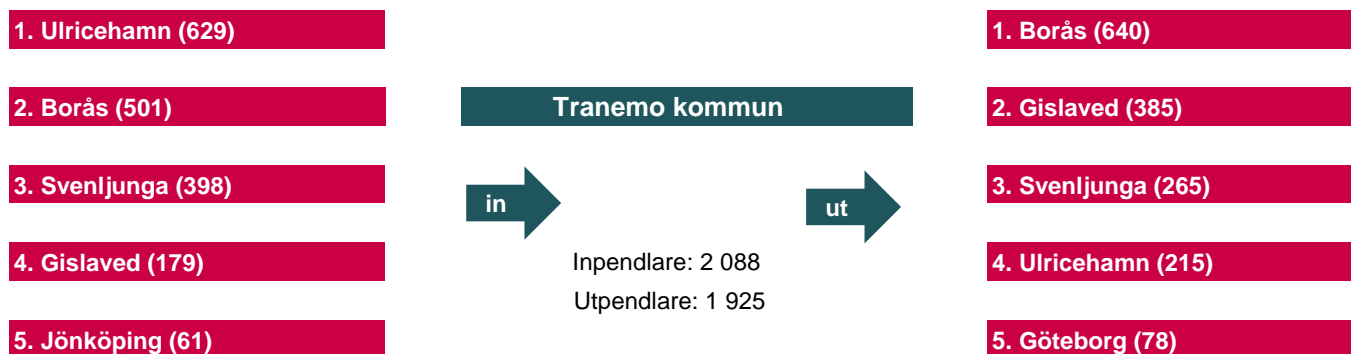 1. Ulricehamn (629)
2. Borås (501)
3. Svenljunga (398)
4. Gislaved (179)
5. Jönköping (61)
Tranemo kommun
in
ut
Inpendlare: 2 088
Utpendlare: 1 925
1. Borås (640)
2. Gislaved (385)
3. Svenljunga (265)
4. Ulricehamn (215)
5. Göteborg (78)